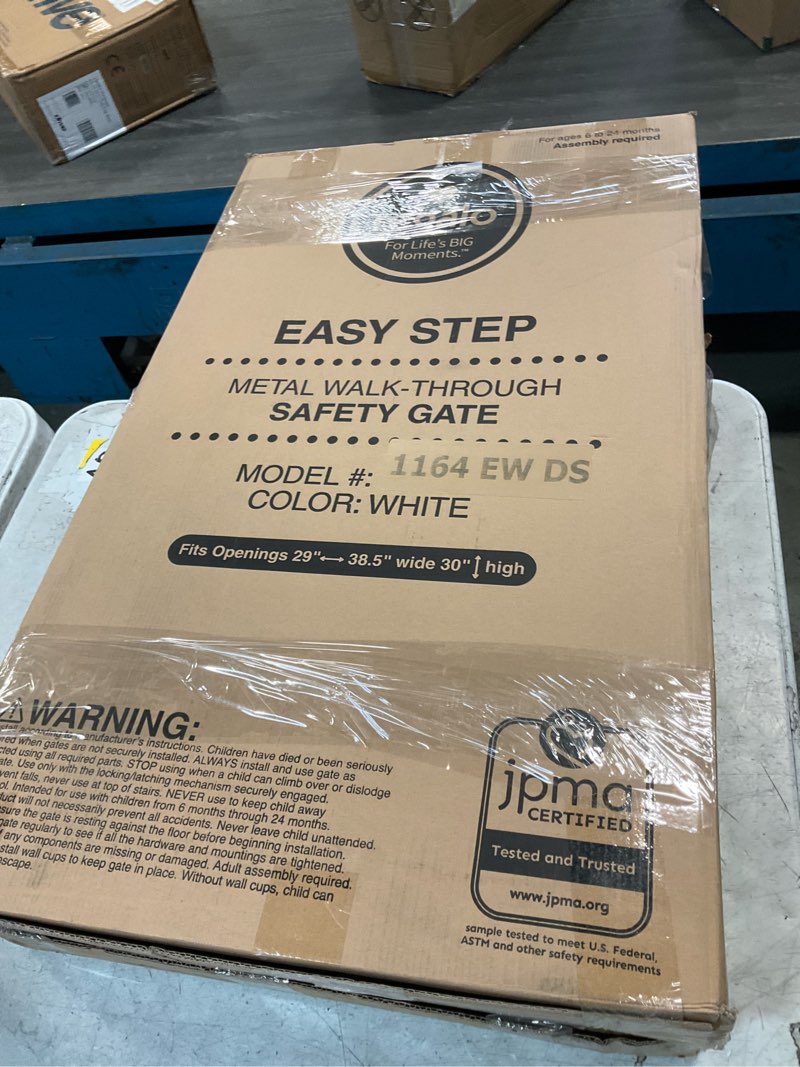 For ages 6 to 24 months
Assembly required
For Life's BIG
Moments.™
EASY STEP
METAL WALK-THROUGH
SAFETY GATE
MODEL #: 1164 EW DS
COLOR: WHITE
Fits Openings 29"↔ 38.5" wide 30"↕ high
WARNING:
manufacturer's instructions. Children have died or been seriously
when gates are not securely installed. ALWAYS install and use gate as
using all required parts. STOP using when a child can climb over or dislodge
Use only with the locking/latching mechanism securely engaged.
falls, never use at top of stairs. NEVER use to keep child away
Intended for use with children from 6 months through 24 months.
will not necessarily prevent all accidents. Never leave child unattended.
the gate is resting against the floor before beginning installation.
regularly to see if all the hardware and mountings are tightened.
any components are missing or damaged. Adult assembly required.
wall cups to keep gate in place. Without wall cups, child can
jpma
CERTIFIED
Tested and Trusted
www.jpma.org
sample tested to meet U.S. Federal,
ASTM and other safety requirements